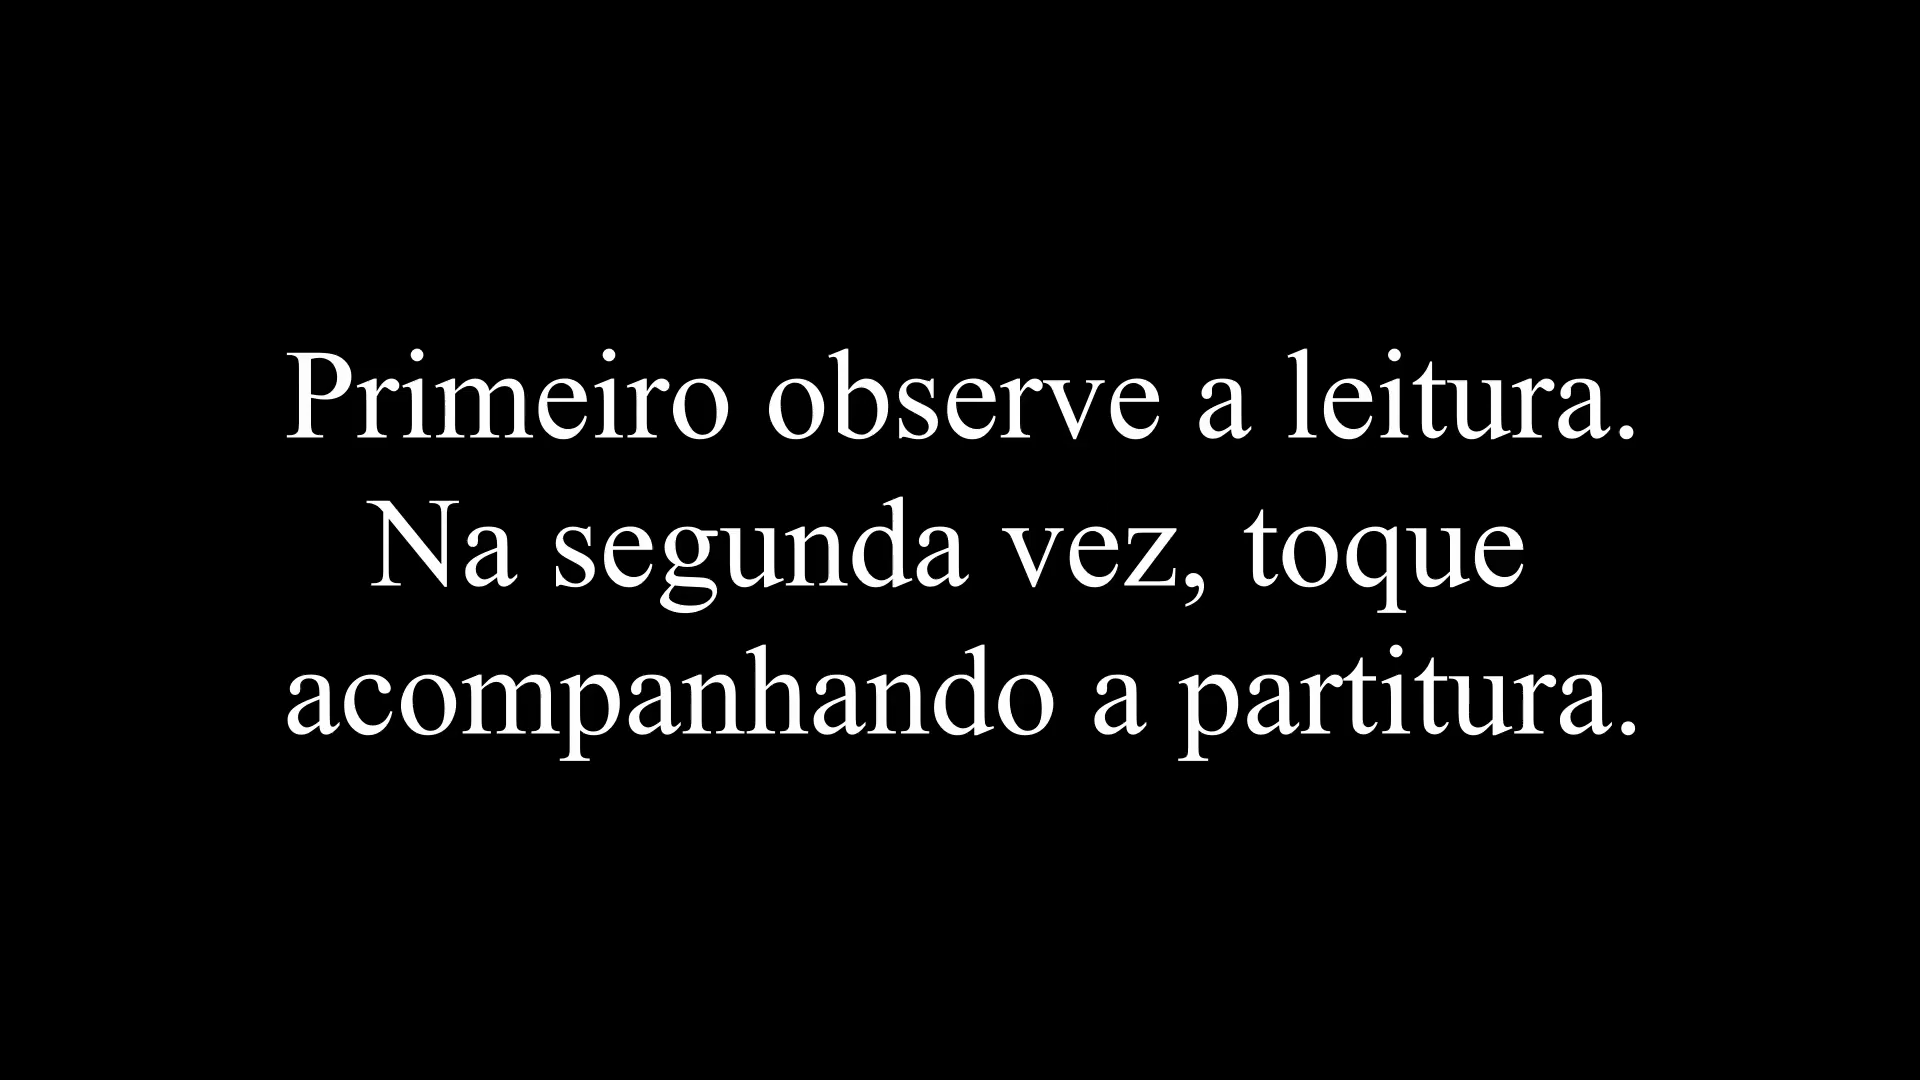 Primeiro observe a leitura.
Na segunda vez, toque
acompanhando a partitura.